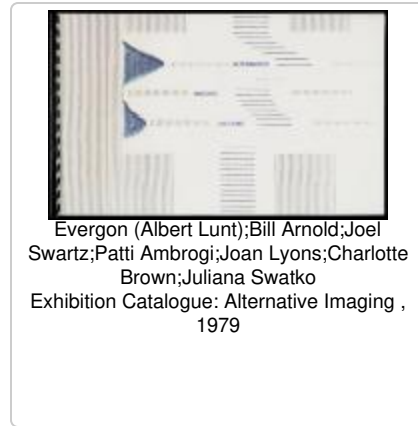 Evergon (Albert Lunt);Bill Arnold;Joel
Swartz;Patti Ambrogi;Joan Lyons;Charlotte
Brown;Juliana Swatko
Exhibition Catalogue: Alternative Imaging ,
1979